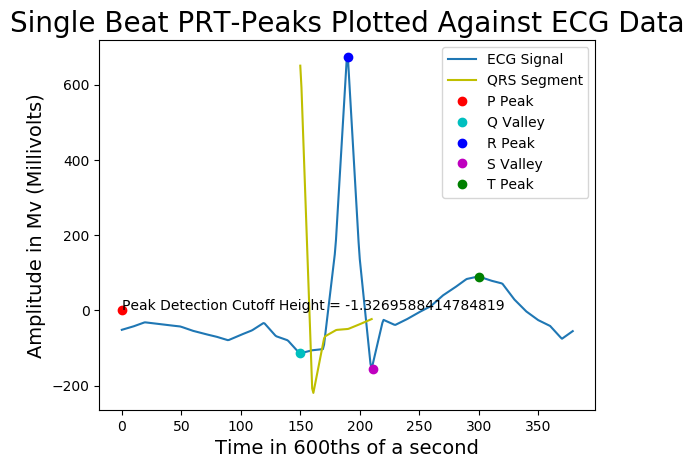 Single Beat PRT-Peaks Plotted Against ECG Data
Amplitude in Mv (Millivolts)
600
400
200
0
−200
ECG Signal
QRS Segment
P Peak
Q Valley
R Peak
S Valley
T Peak
Peak Detection Cutoff Height = -1.3269588414784819
0 50 100 150 200 250 300 350
Time in 600ths of a second